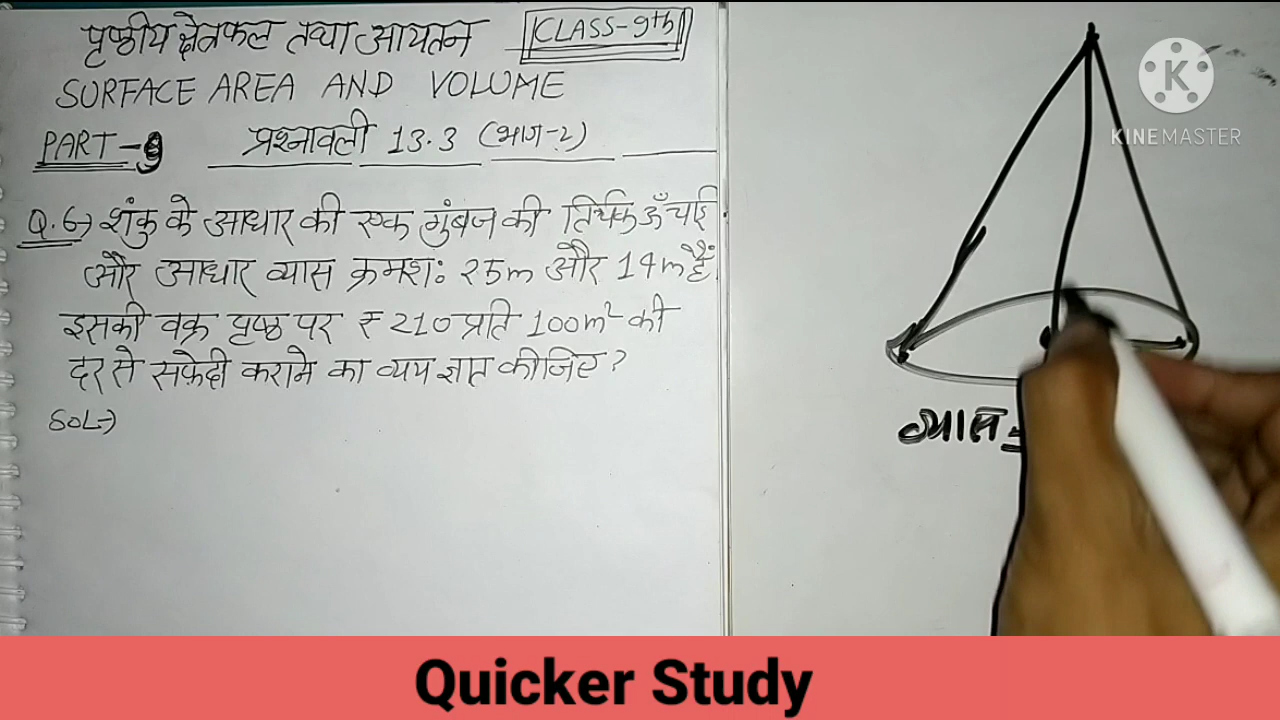 पृष्ठीय क्षेत्रफल तथा आयतन
CLASS-9th
SURFACE AREA AND VOLUME
PART-9 प्रश्नावली 13.3 (भाग-2)
Q.6→ शंकु के आधार की एक गुंबज की तिर्यक ऊँचाई
और आधार व्यास क्रमशः 25m और 14m हैं।
इसकी वक्र पृष्ठ पर ₹ 210 प्रति 100m² की
दर से सफ़ेदी कराने का व्यय ज्ञात कीजिए?
SOL→)
व्यास =
K
KINEMASTER
Quicker Study